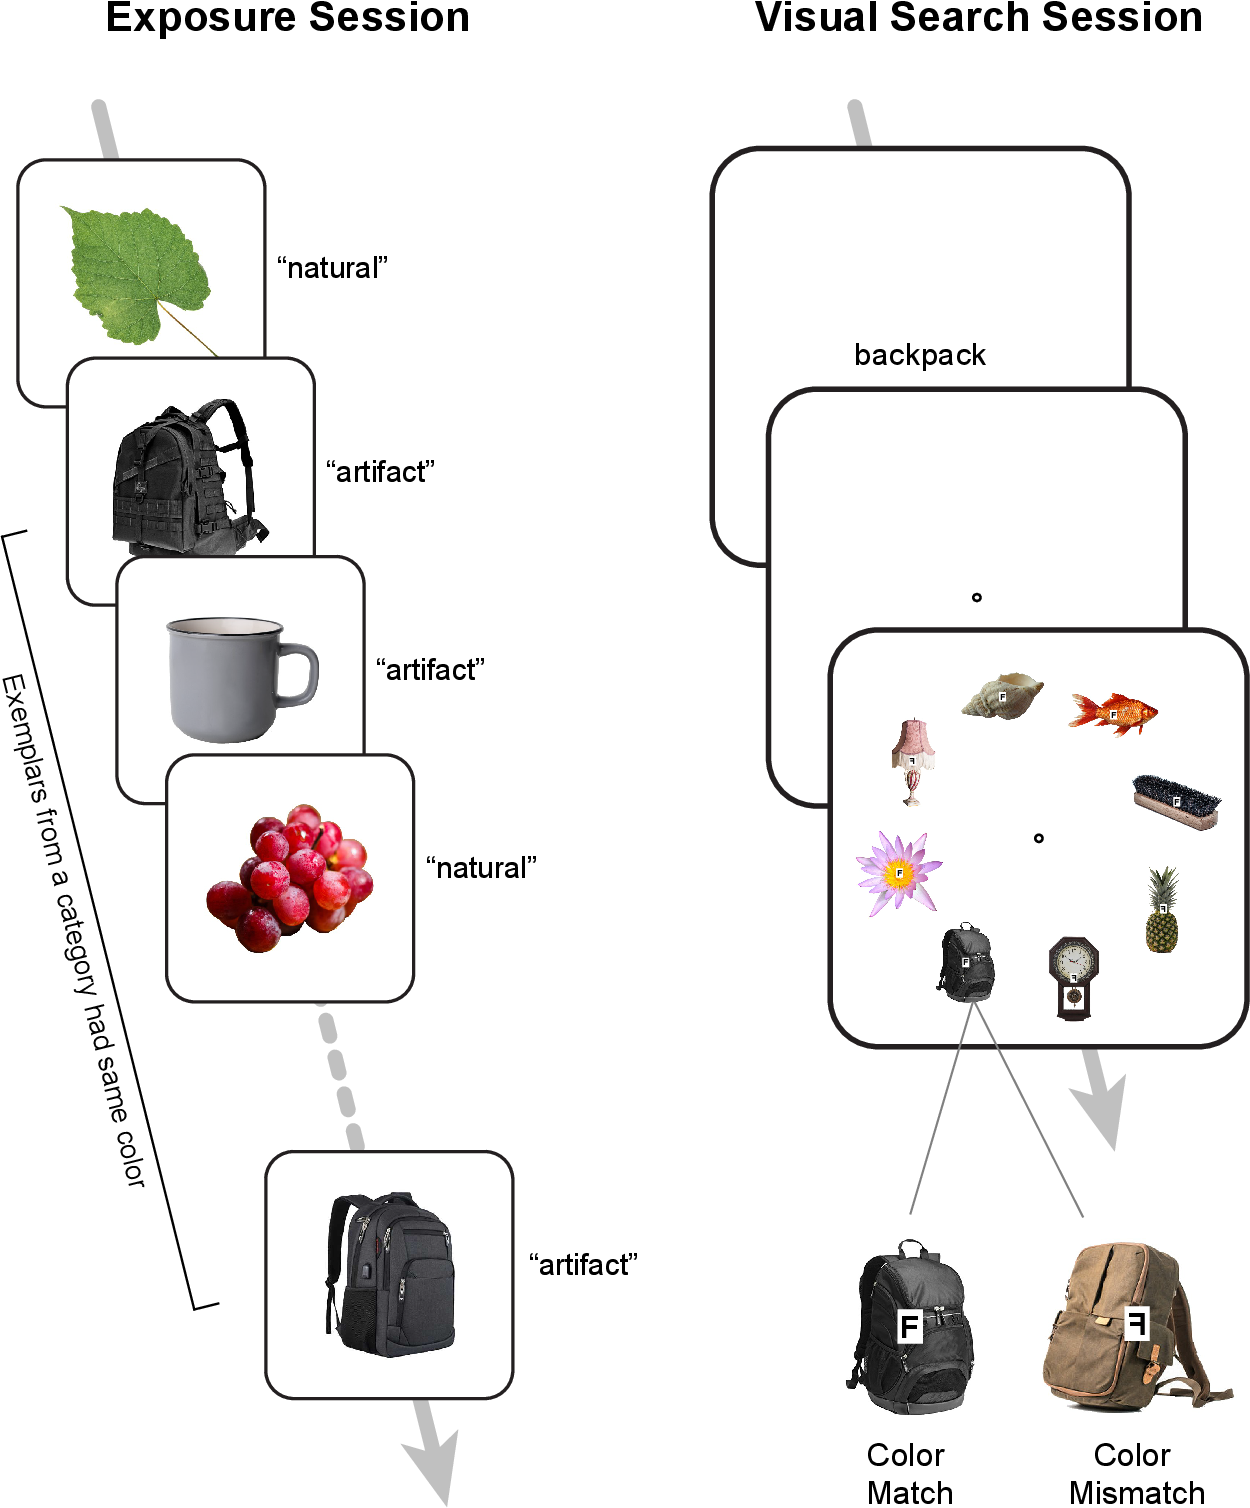 Exposure Session
“natural”
“artifact”
“artifact”
“natural”
“artifact”
Exemplars from a category had same color
Visual Search Session
backpack
F
F
F
F
F
F
F
F
F
F
Color
Match
Color
Mismatch